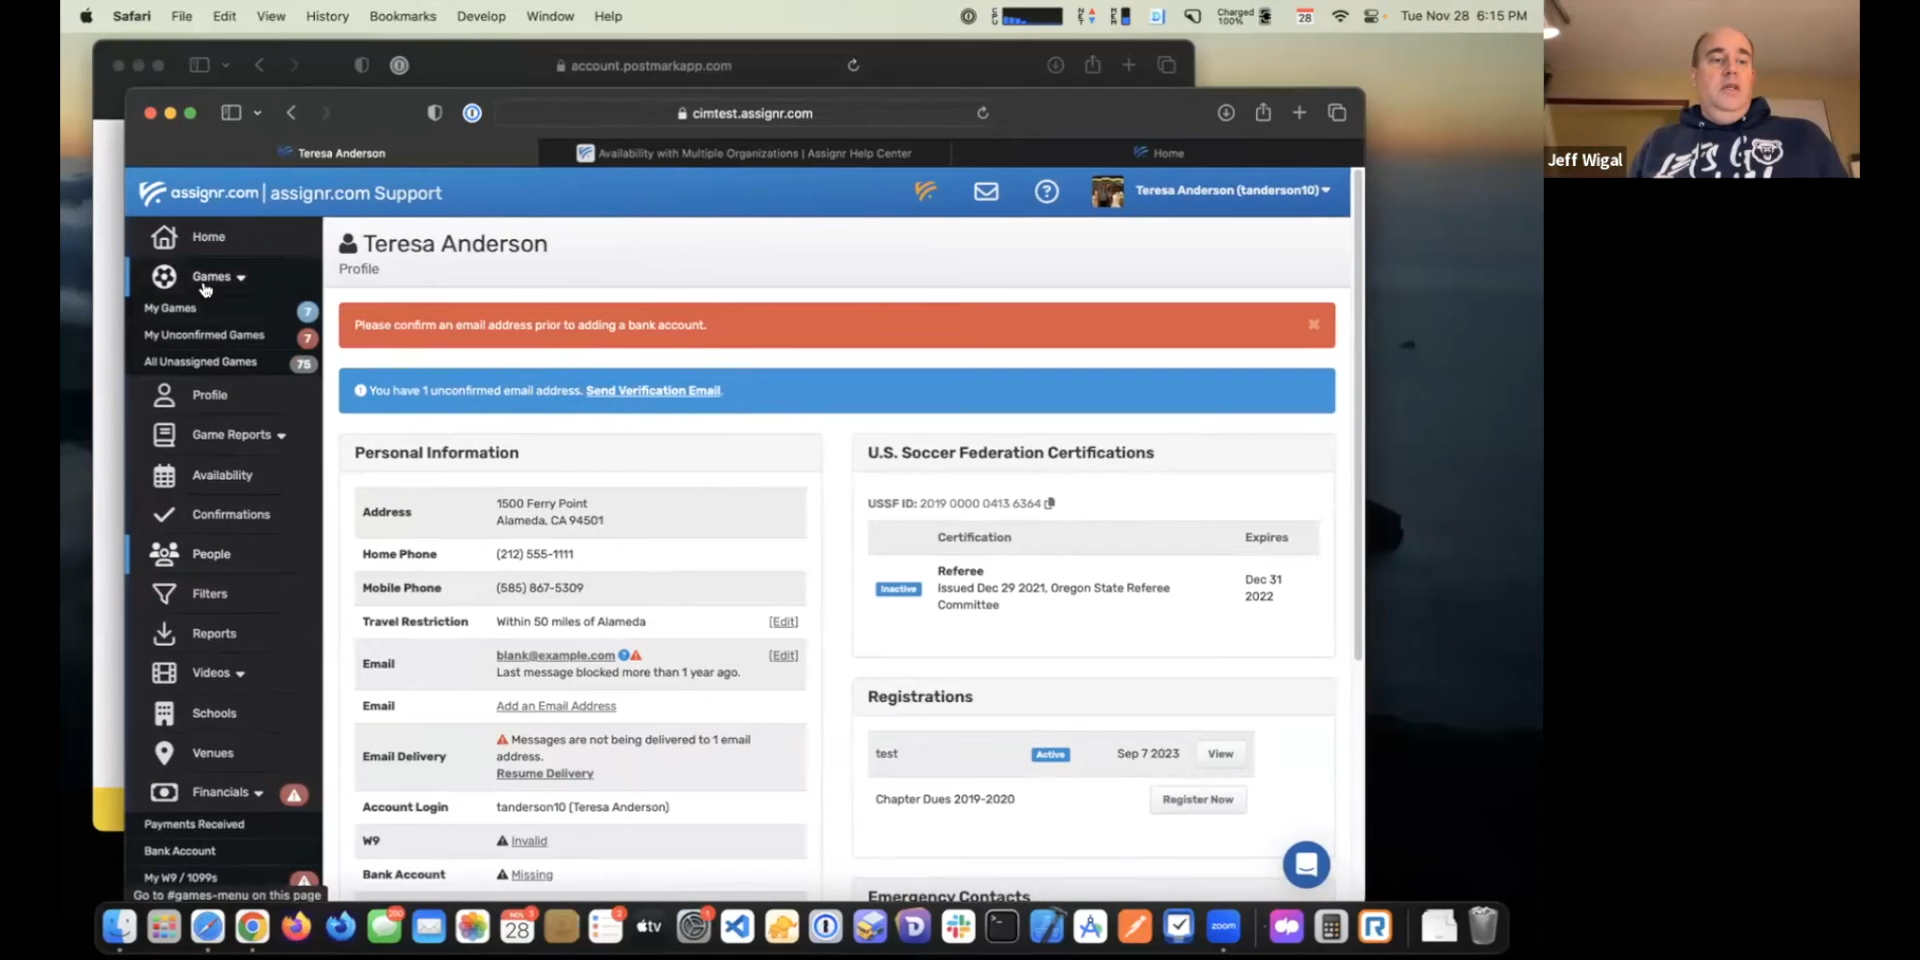 Safari File Edit View History Bookmarks Develop Window Help
Charged 100%
28
Tue Nov 28 6:15 PM
account.postmarkapp.com
cimtest.assignr.com
Teresa Anderson
Availability with Multiple Organizations | Assignr Help Center
Home
assignr.com | assignr.com Support
Teresa Anderson (tanderson10)
Jeff Wigal
Home
Games
My Games 7
My Unconfirmed Games 7
All Unassigned Games 75
Profile
Game Reports
Availability
Confirmations
People
Filters
Reports
Videos
Schools
Venues
Financials
Payments Received
Bank Account
My W9 / 1099s
Go to #games-menu on this page
Teresa Anderson
Profile
Please confirm an email address prior to adding a bank account.
You have 1 unconfirmed email address. Send Verification Email.
Personal Information
Address
1500 Ferry Point
Alameda, CA 94501
Home Phone (212) 555-1111
Mobile Phone (585) 867-5309
Travel Restriction Within 50 miles of Alameda [Edit]
Email
blank@example.com [Edit]
Last message blocked more than 1 year ago.
Email Add an Email Address
Email Delivery
Messages are not being delivered to 1 email
address.
Resume Delivery
Account Login tanderson10 (Teresa Anderson)
W9 Invalid
Bank Account Missing
U.S. Soccer Federation Certifications
USSF ID: 2019 0000 0413 6364
Certification Expires
Inactive
Referee
Issued Dec 29 2021, Oregon State Referee
Committee
Dec 31
2022
Registrations
test Active Sep 7 2023 View
Chapter Dues 2019-2020 Register Now
Emergency Contacts
28
tv
zoom